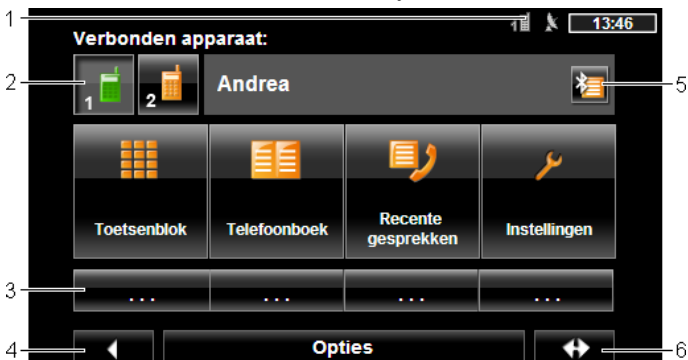 1
1 13:46
Verbonden apparaat:
2
1 2 Andrea
5
Toetsenblok Telefoonboek Recente gesprekken Instellingen
3
... ... ... ...
4
Opties
6